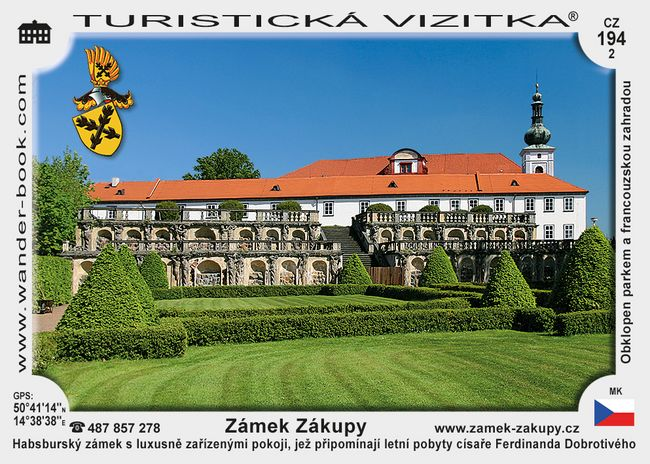 TURISTICKÁ VIZITKA®
CZ
194
2
www.wander-book.com
Obklopen parkem a francouzskou zahradou
MK
GPS:
50°41'14"N
14°38'38"E
☎487 857 278
Zámek Zákupy
www.zamek-zakupy.cz
Habsburský zámek s luxusně zařízenými pokoji, jež připomínají letní pobyty císaře Ferdinanda Dobrotivého